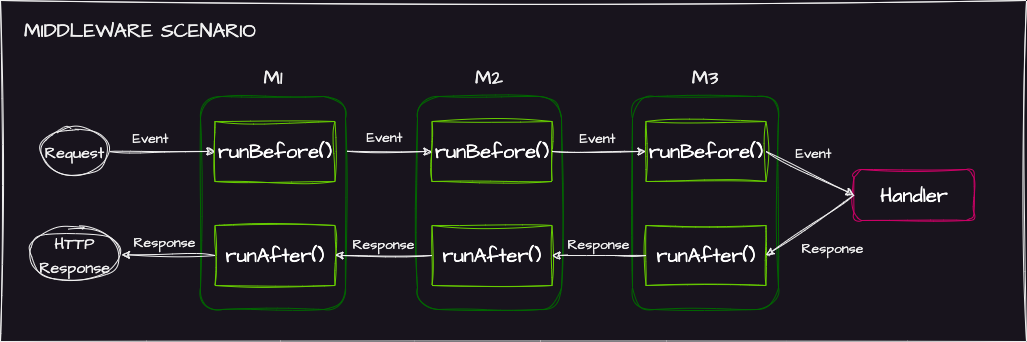 MIDDLEWARE SCENARIO
M1
M2
M3
Request
Event
runBefore()
Event
runBefore()
Event
runBefore()
Event
Handler
HTTP
Response
Response
runAfter()
Response
runAfter()
Response
runAfter()
Response